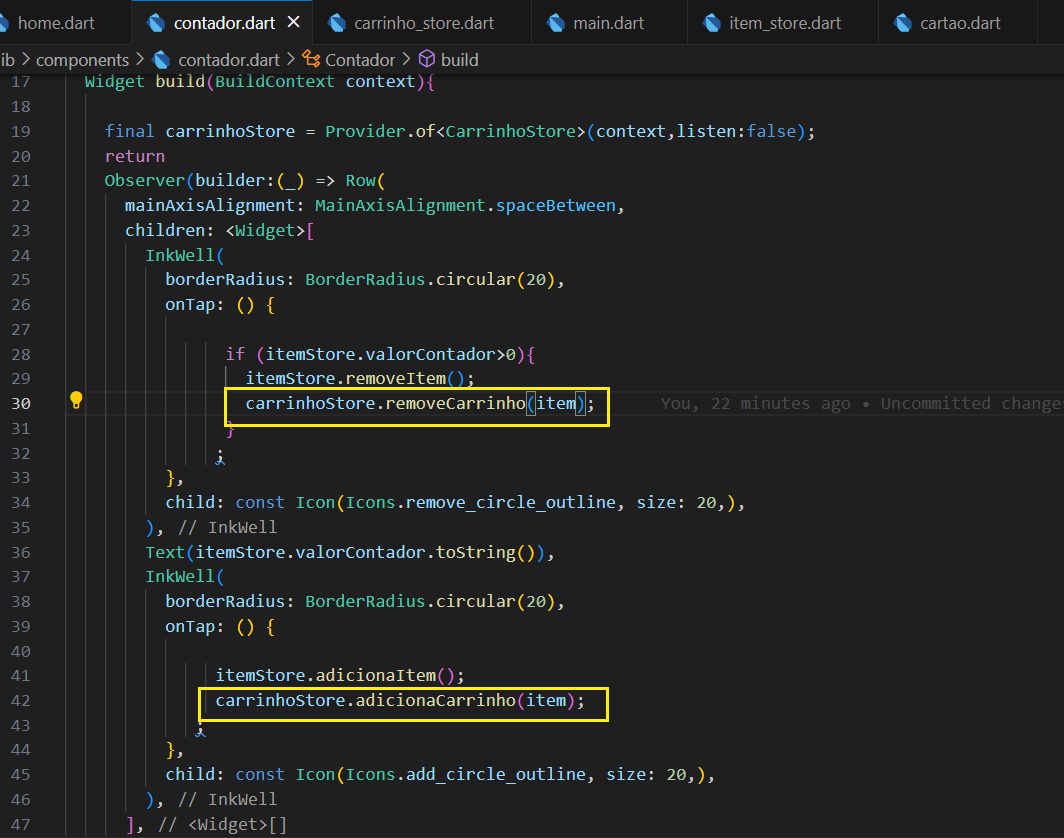 home.dart contador.dart carrinho_store.dart main.dart item_store.dart cartao.dart
ib > components > contador.dart > Contador > build
17 Widget build(BuildContext context){
18
19 final carrinhoStore = Provider.of<CarrinhoStore>(context,listen:false);
20 return
21 Observer(builder:(_) => Row(
22 mainAxisAlignment: MainAxisAlignment.spaceBetween,
23 children: <Widget>[
24 InkWell(
25 borderRadius: BorderRadius.circular(20),
26 onTap: () {
27
28 if (itemStore.valorContador>0){
29 itemStore.removeItem();
30 carrinhoStore.removeCarrinho(item); You, 22 minutes ago • Uncommitted change
31 }
32 ;
33 },
34 child: const Icon(Icons.remove_circle_outline, size: 20,),
35 ), // InkWell
36 Text(itemStore.valorContador.toString()),
37 InkWell(
38 borderRadius: BorderRadius.circular(20),
39 onTap: () {
40
41 itemStore.adicionaItem();
42 carrinhoStore.adicionaCarrinho(item);
43 ;
44 },
45 child: const Icon(Icons.add_circle_outline, size: 20,),
46 ), // InkWell
47 ], // <Widget>[]